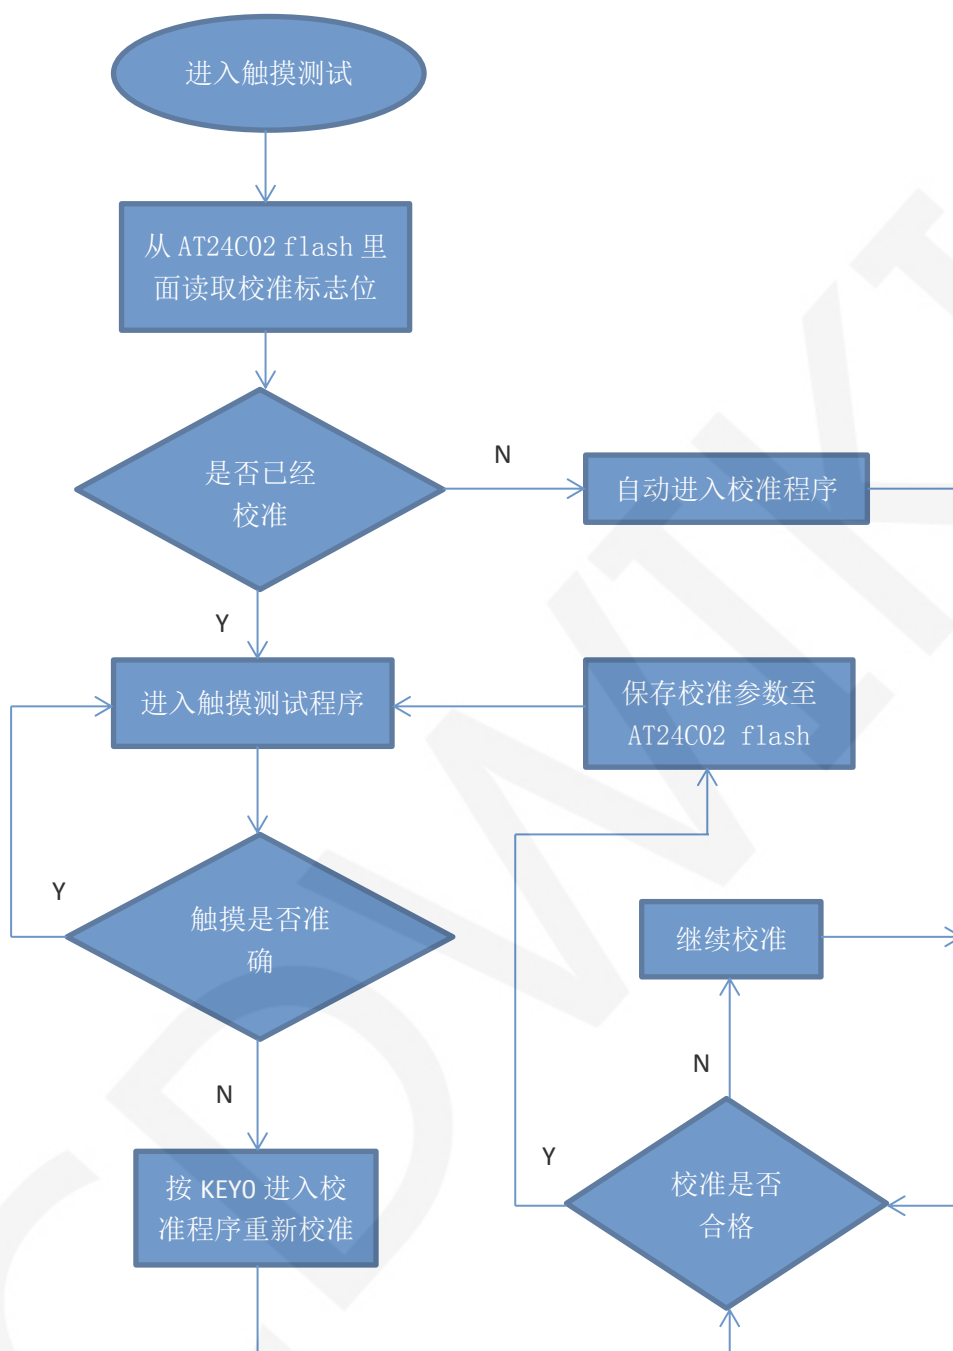 进入触摸测试
从 AT24C02 flash 里
面读取校准标志位
是否已经
校准
N
自动进入校准程序
Y
进入触摸测试程序
保存校准参数至
AT24C02 flash
Y
触摸是否准
确
继续校准
N
N
Y
按 KEY0 进入校
准程序重新校准
校准是否
合格